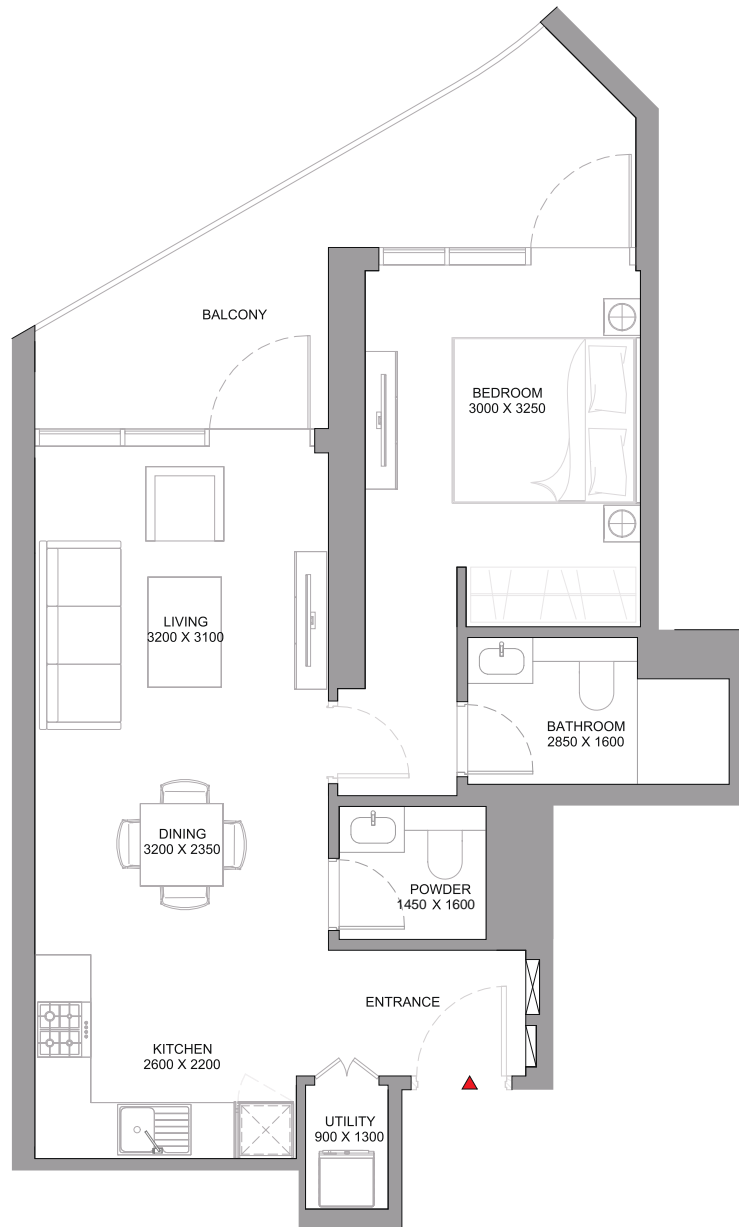 BALCONY
BEDROOM
3000 X 3250
LIVING
3200 X 3100
BATHROOM
2850 X 1600
DINING
3200 X 2350
POWDER
1450 X 1600
ENTRANCE
KITCHEN
2600 X 2200
UTILITY
900 X 1300